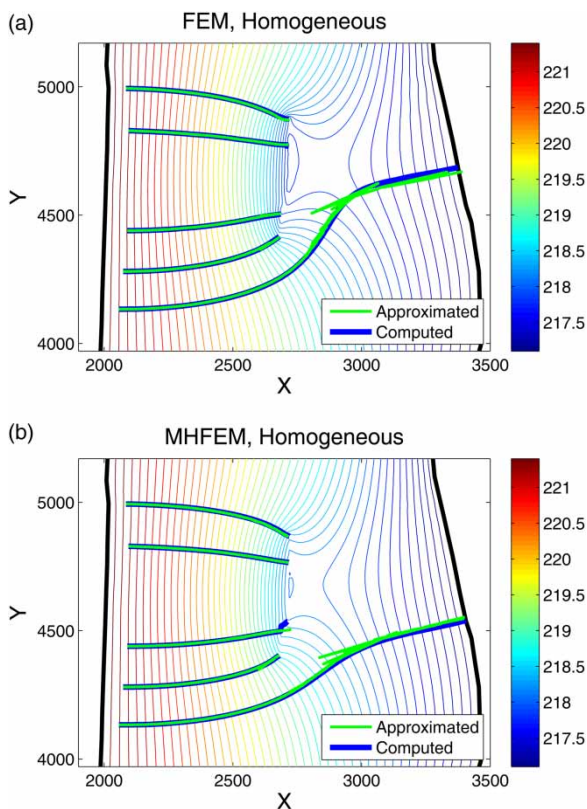 (a)
FEM, Homogeneous
5000
4500
4000
Y
2000 2500 3000 3500
X
Approximated
Computed
221
220.5
220
219.5
219
218.5
218
217.5
(b)
MHFEM, Homogeneous
5000
4500
4000
Y
2000 2500 3000 3500
X
Approximated
Computed
221
220.5
220
219.5
219
218.5
218
217.5